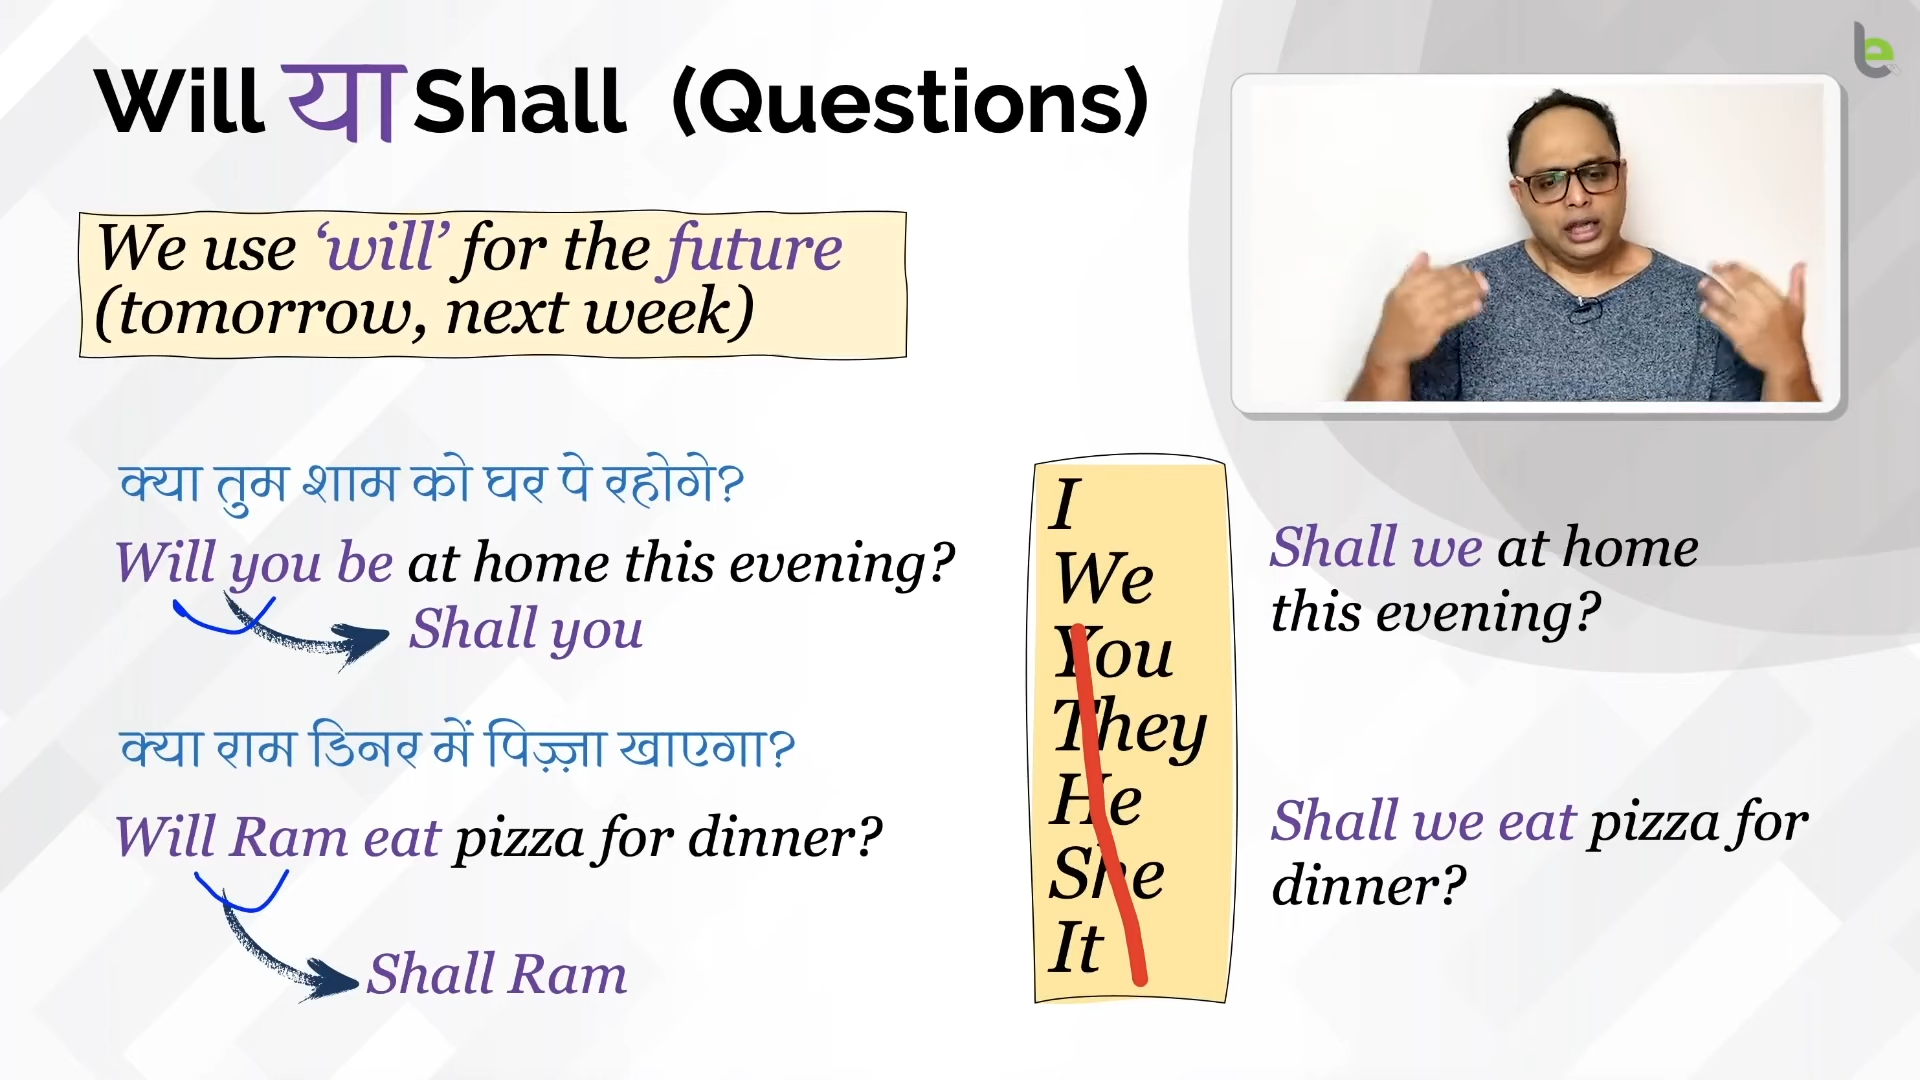 Will या Shall (Questions)
We use ‘will’ for the future
(tomorrow, next week)
क्या तुम शाम को घर पे रहोगे?
Will you be at home this evening?
Shall you
क्या राम डिनर में पिज़्ज़ा खाएगा?
Will Ram eat pizza for dinner?
Shall Ram
I
We
You
They
He
She
It
Shall we at home
this evening?
Shall we eat pizza for
dinner?